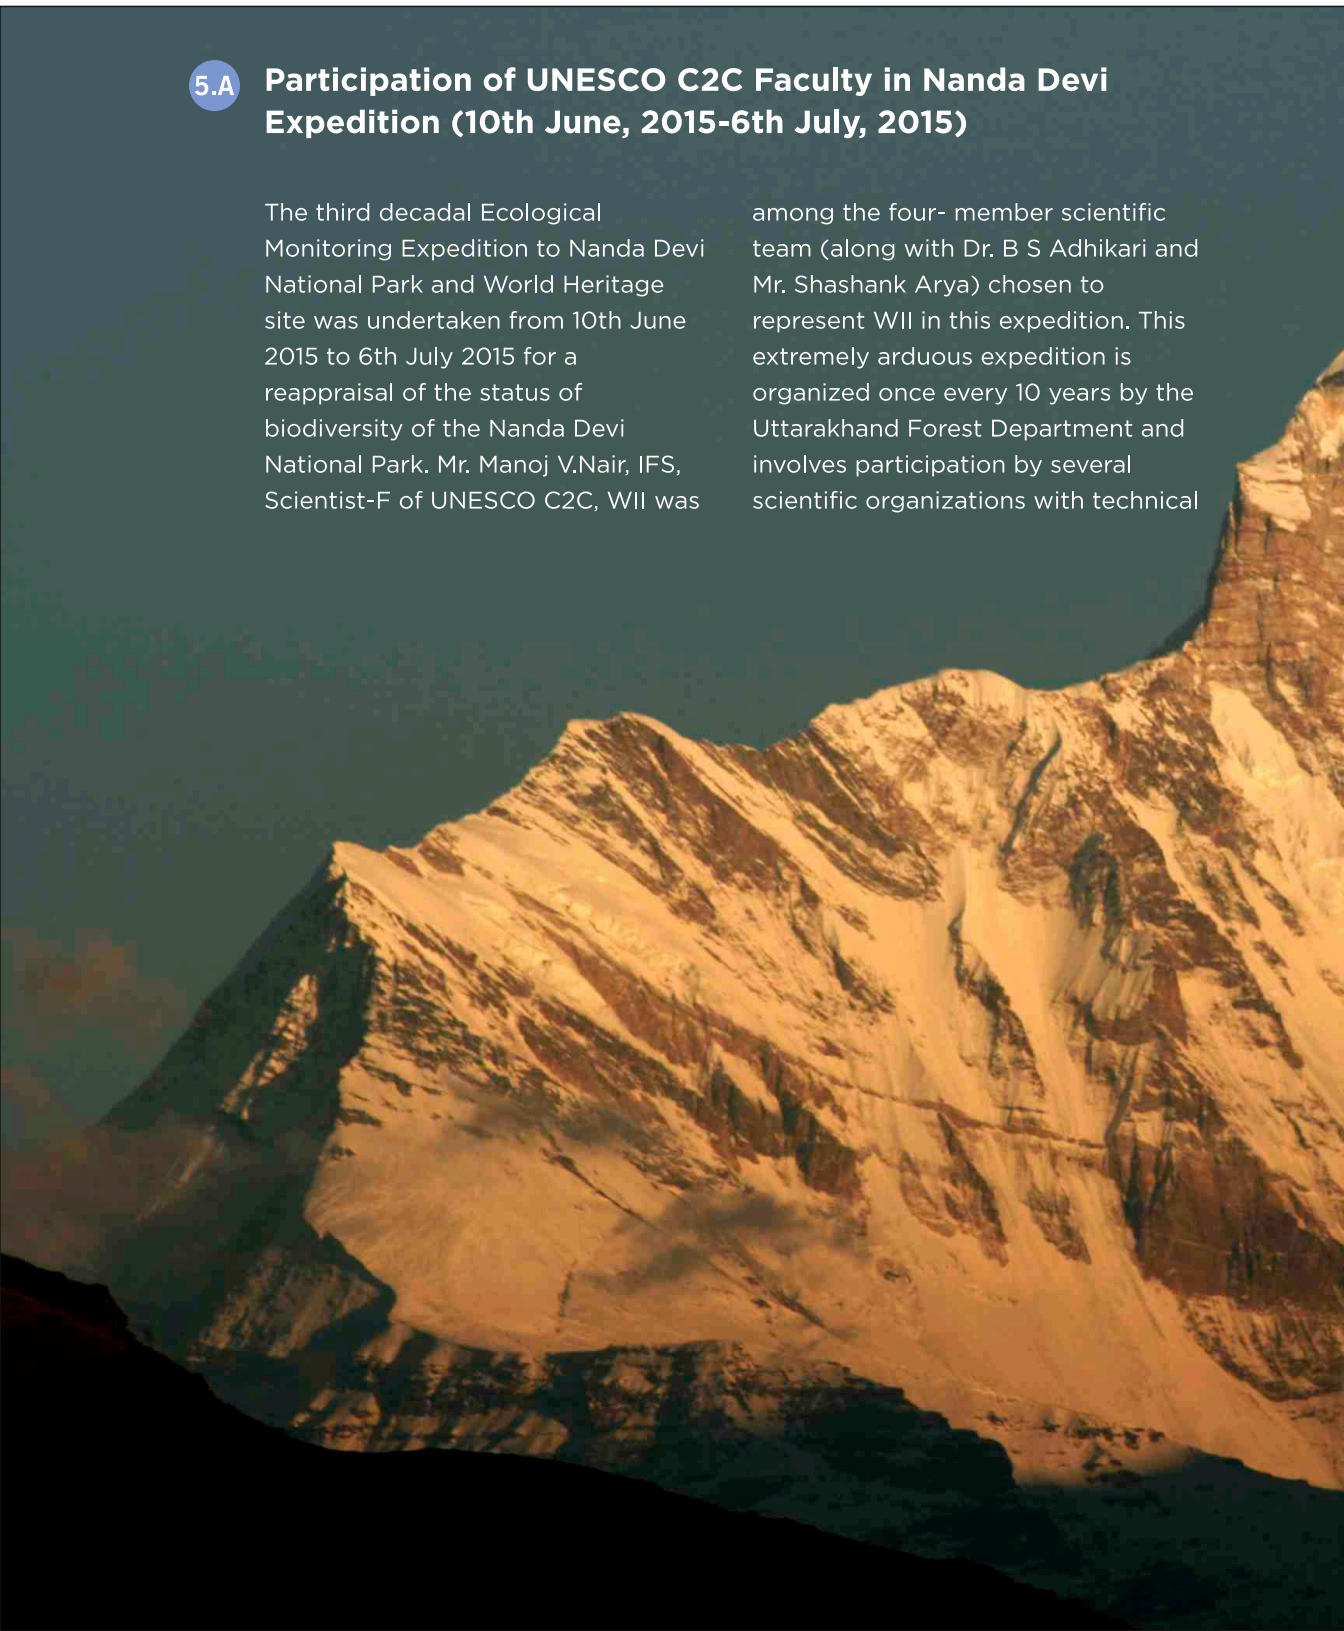 5.A
Participation of UNESCO C2C Faculty in Nanda Devi
Expedition (10th June, 2015-6th July, 2015)
The third decadal Ecological
Monitoring Expedition to Nanda Devi
National Park and World Heritage
site was undertaken from 10th June
2015 to 6th July 2015 for a
reappraisal of the status of
biodiversity of the Nanda Devi
National Park. Mr. Manoj V.Nair, IFS,
Scientist-F of UNESCO C2C, WII was
among the four- member scientific
team (along with Dr. B S Adhikari and
Mr. Shashank Arya) chosen to
represent WII in this expedition. This
extremely arduous expedition is
organized once every 10 years by the
Uttarakhand Forest Department and
involves participation by several
scientific organizations with technical